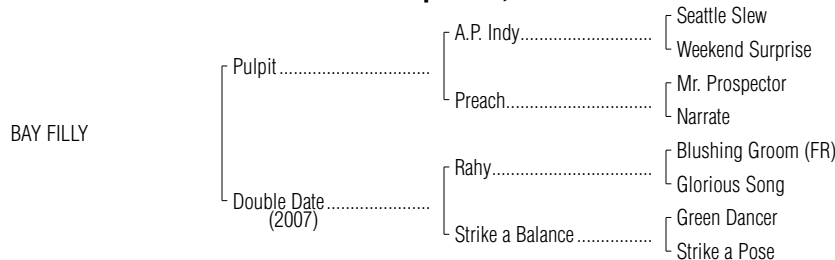 Seattle Slew
A.P. Indy
Weekend Surprise
Pulpit
Mr. Prospector
Preach
Narrate
BAY FILLY
Blushing Groom (FR)
Rahy
Glorious Song
Double Date
(2007)
Green Dancer
Strike a Balance
Strike a Pose